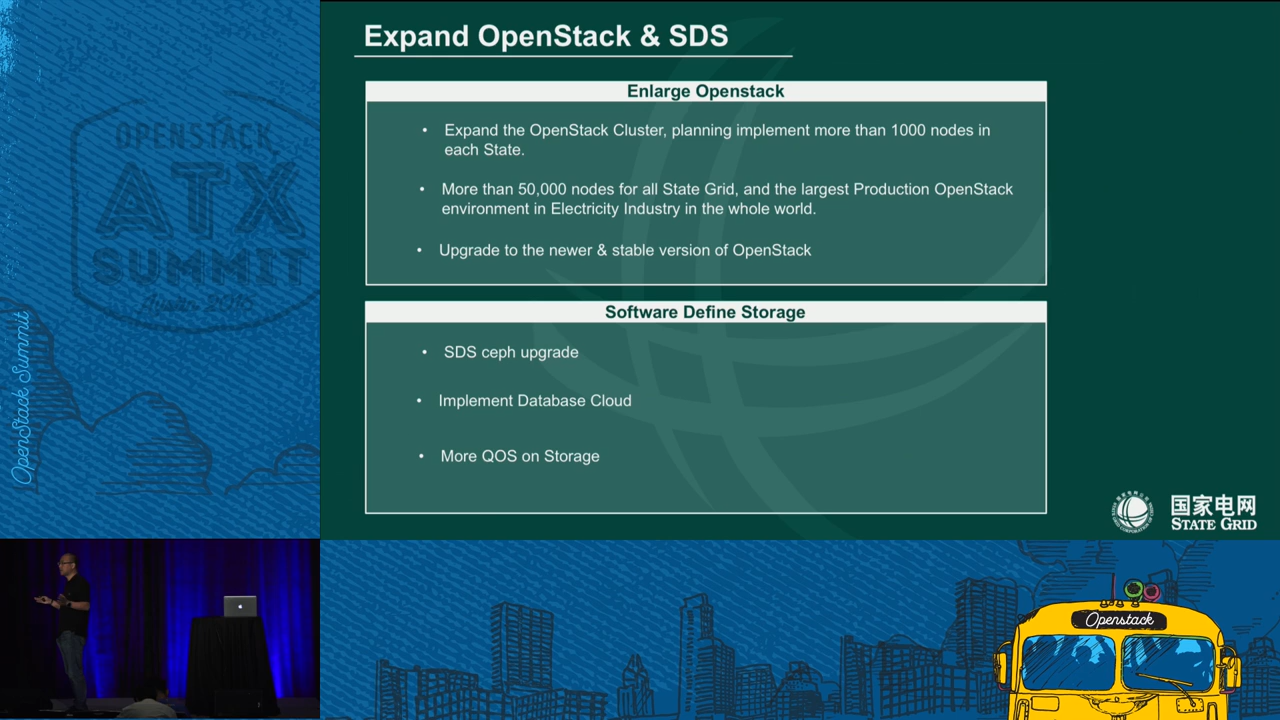 Expand OpenStack & SDS
Enlarge Openstack
• Expand the OpenStack Cluster, planning implement more than 1000 nodes in
each State.
• More than 50,000 nodes for all State Grid, and the largest Production OpenStack
environment in Electricity Industry in the whole world.
• Upgrade to the newer & stable version of OpenStack
Software Define Storage
• SDS ceph upgrade
• Implement Database Cloud
• More QOS on Storage
国家电网
STATE GRID
OPENSTACK
ATX
SUMMIT
Austin 2016
OpenStack Summit
Openstack